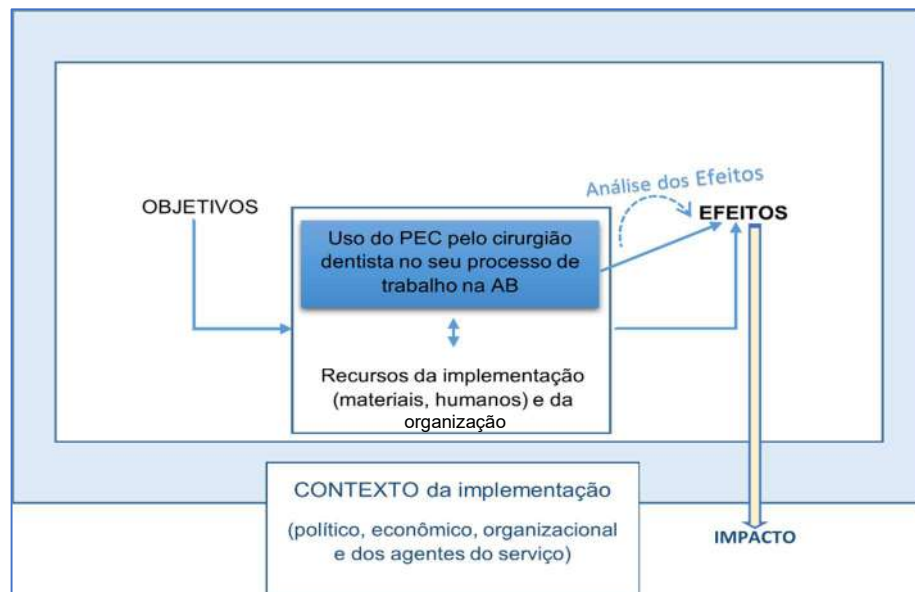 Análise dos Efeitos
OBJETIVOS
EFEITOS
Uso do PEC pelo cirurgião
dentista no seu processo de
trabalho na AB
Recursos da implementação
(materiais, humanos) e da
organização
CONTEXTO da implementação
(político, econômico, organizacional
e dos agentes do serviço)
IMPACTO